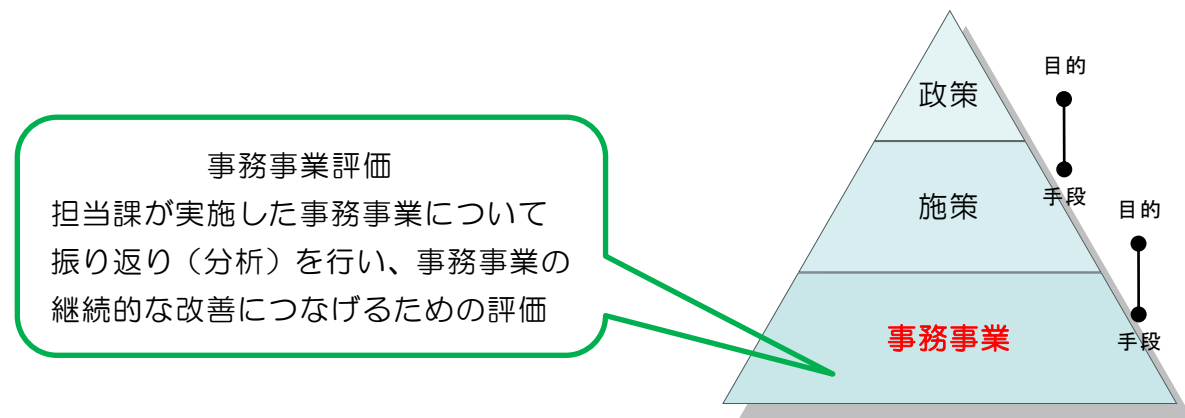 事務事業評価
担当課が実施した事務事業について
振り返り（分析）を行い、事務事業の
継続的な改善につなげるための評価
政策
施策
事務事業
目的
手段
目的
手段